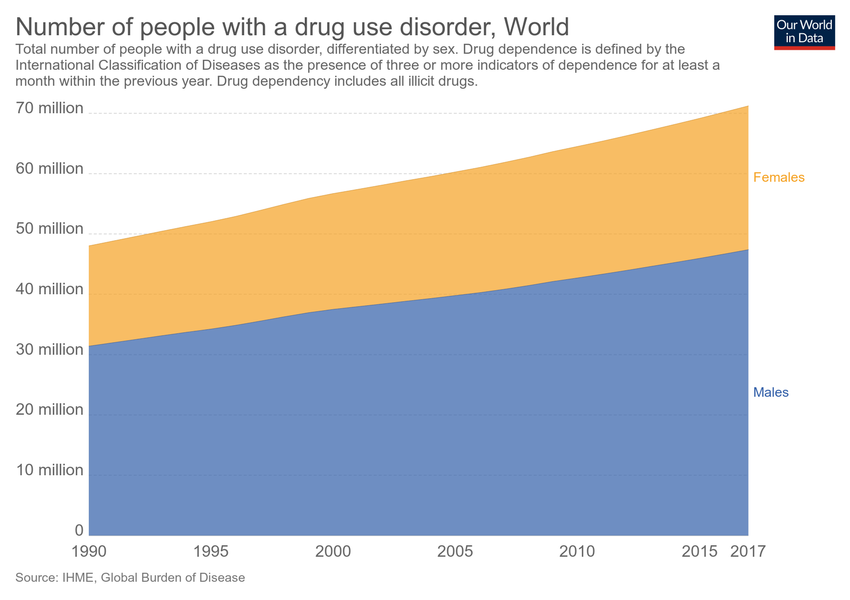 Number of people with a drug use disorder, World
Our World
in Data
Total number of people with a drug use disorder, differentiated by sex. Drug dependence is defined by the
International Classification of Diseases as the presence of three or more indicators of dependence for at least a
month within the previous year. Drug dependency includes all illicit drugs.
70 million
60 million
50 million
40 million
30 million
20 million
10 million
0
Females
Males
1990 1995 2000 2005 2010 2015 2017
Source: IHME, Global Burden of Disease